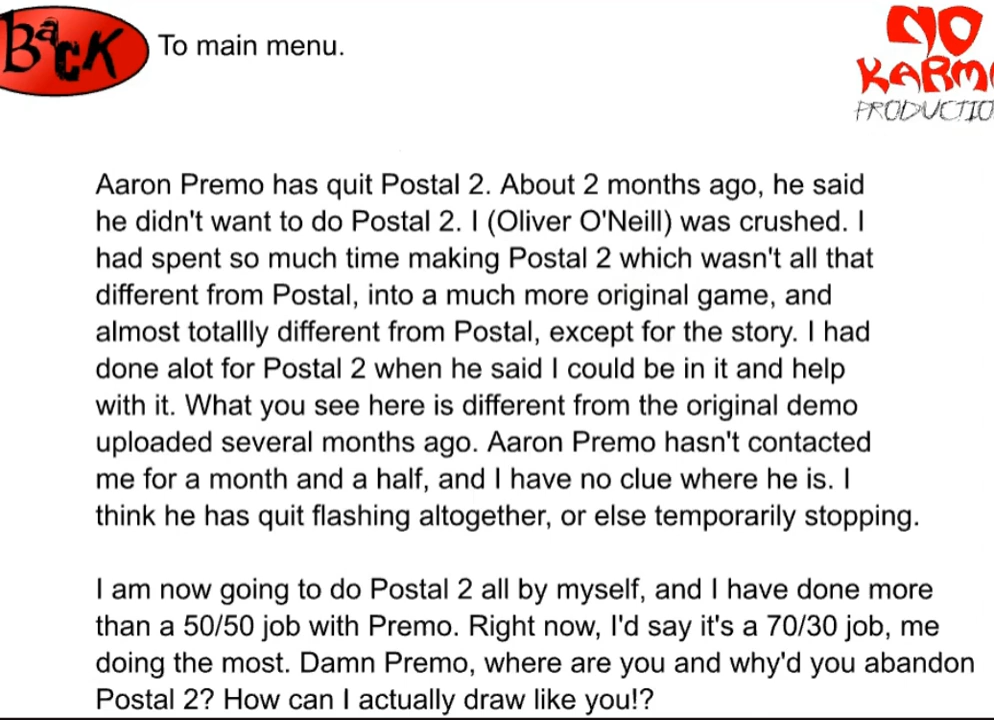 BacK To main menu.
NO
KARM
PRODUCTIO
Aaron Premo has quit Postal 2. About 2 months ago, he said
he didn't want to do Postal 2. I (Oliver O'Neill) was crushed. I
had spent so much time making Postal 2 which wasn't all that
different from Postal, into a much more original game, and
almost totallly different from Postal, except for the story. I had
done alot for Postal 2 when he said I could be in it and help
with it. What you see here is different from the original demo
uploaded several months ago. Aaron Premo hasn't contacted
me for a month and a half, and I have no clue where he is. I
think he has quit flashing altogether, or else temporarily stopping.
I am now going to do Postal 2 all by myself, and I have done more
than a 50/50 job with Premo. Right now, I'd say it's a 70/30 job, me
doing the most. Damn Premo, where are you and why'd you abandon
Postal 2? How can I actually draw like you!?